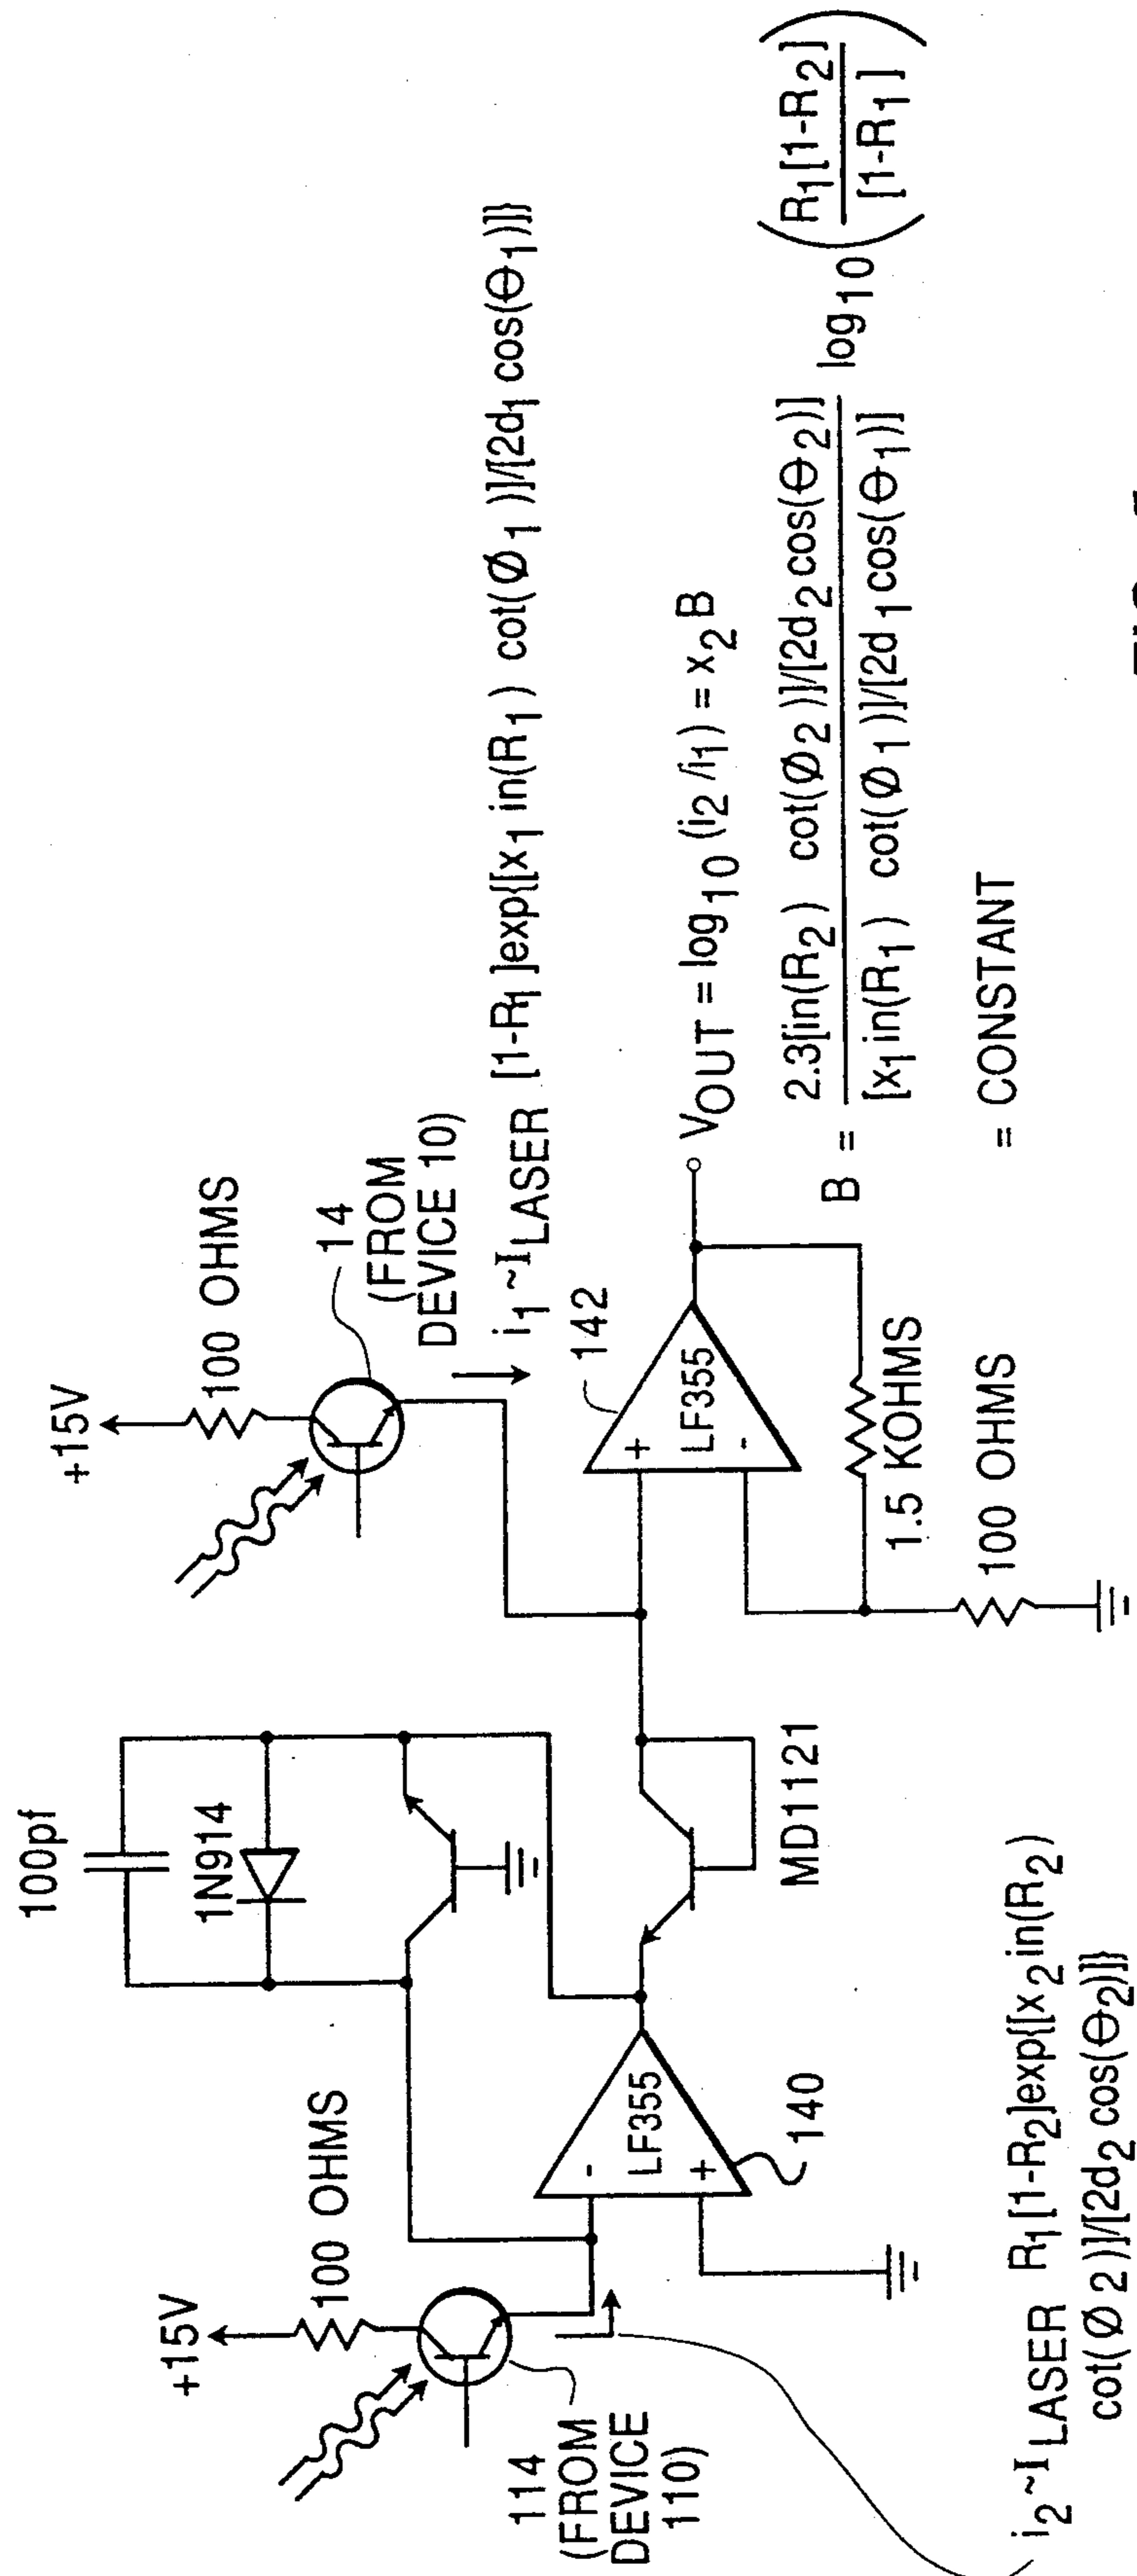 +15V
100 OHMS
114
(FROM
DEVICE
110)
100pf
1N914
-
LF355
+
140
MD1121
+15V
100 OHMS
14
(FROM
DEVICE 10)
i1 ~ILASER [1-R1]exp{[x1 in(R1) cot(Ø1)]/[2d1 cos(Θ1)]}
142
+
LF355
-
1.5 KOHMS
100 OHMS
VOUT = log10 (i2 /i1) = x2B
B = 2.3[in(R2) cot(Ø2)]/[2d2 cos(Θ2)] / [x1 in(R1) cot(Ø1)]/[2d1 cos(Θ1)] log10 (R1[1-R2] / [1-R1])
= CONSTANT
i2 ~ILASER R1[1-R2]exp{[x2 in(R2)
cot(Ø2)]/[2d2 cos(Θ2)]}